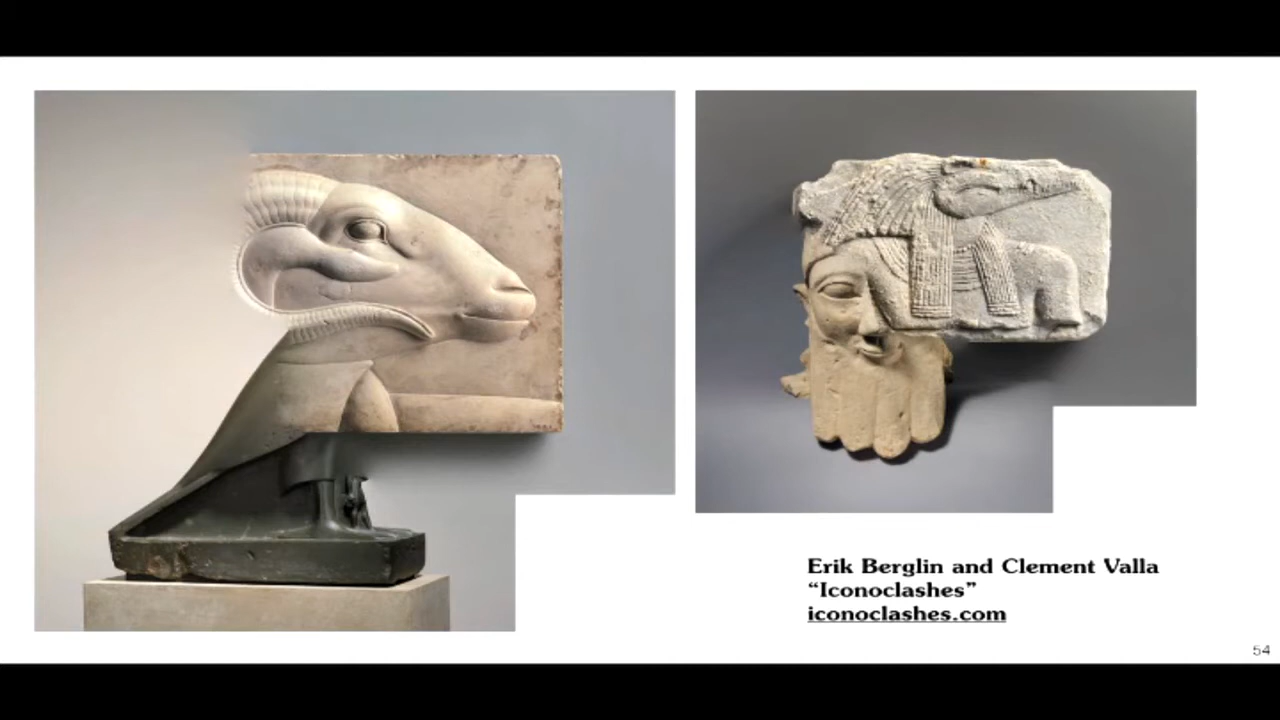 Erik Berglin and Clement Valla
“Iconoclashes”
iconoclashes.com
54